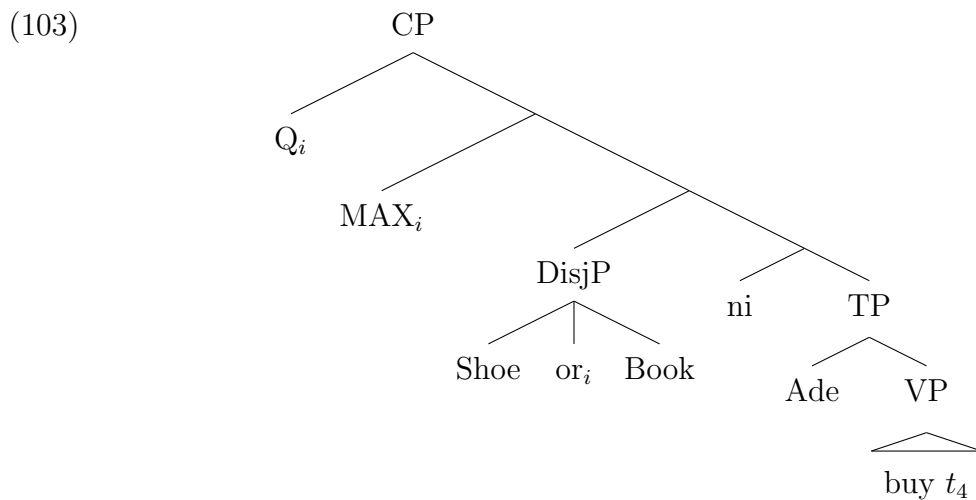 (103) CP
Q_i
MAX_i
DisjP ni TP
Shoe or_i Book Ade VP
buy t_4